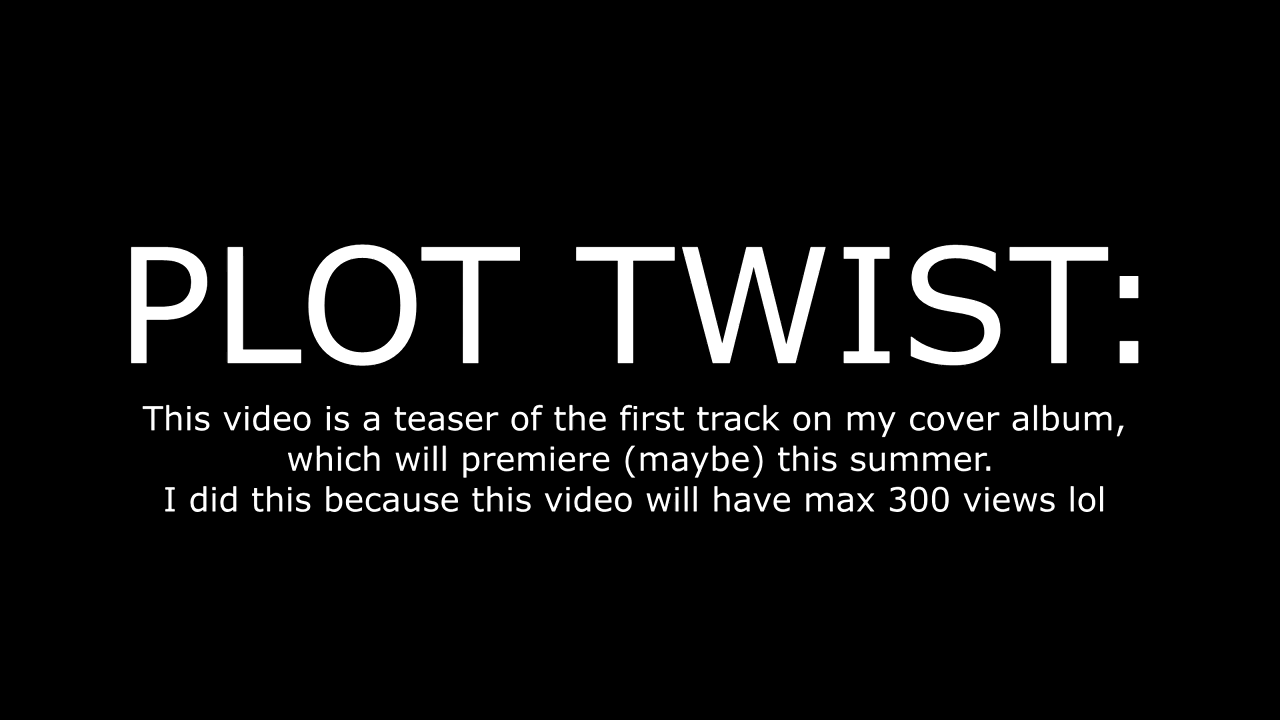 PLOT TWIST:
This video is a teaser of the first track on my cover album,
which will premiere (maybe) this summer.
I did this because this video will have max 300 views lol